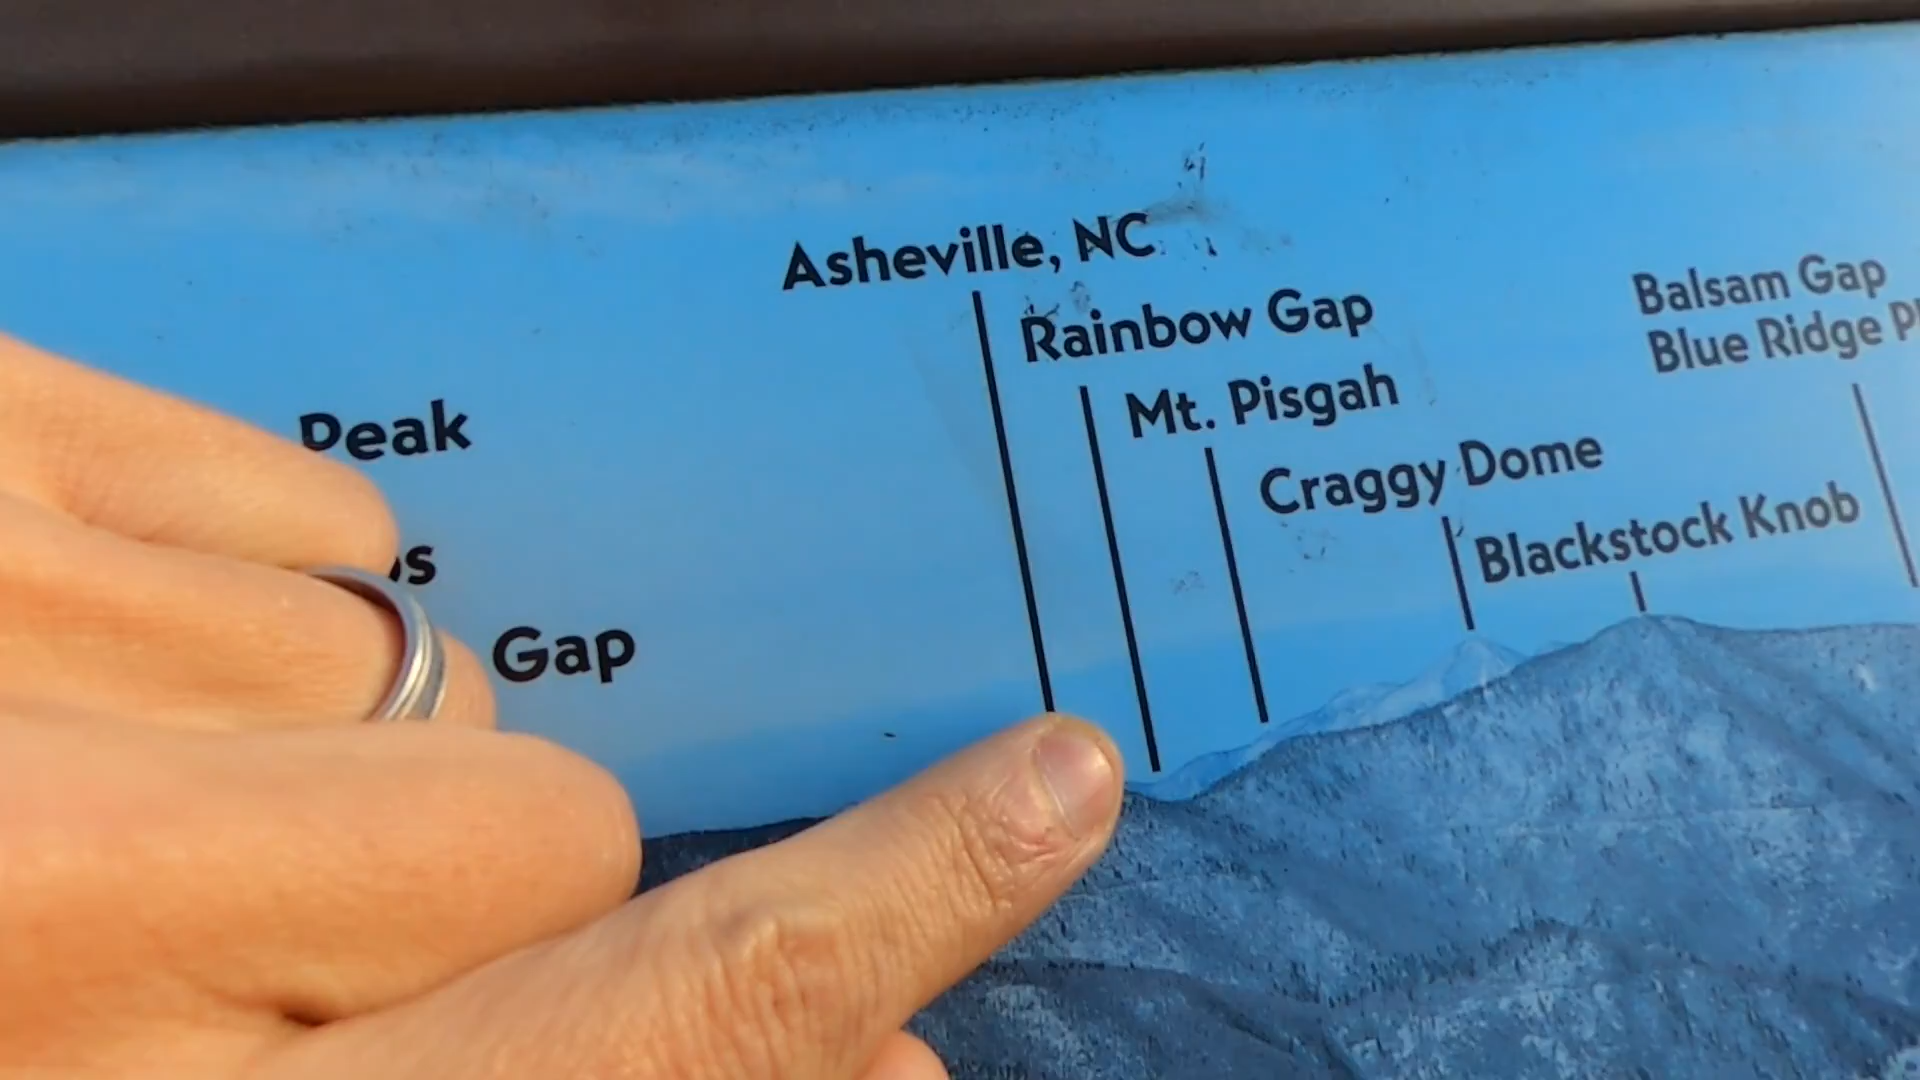 Asheville, NC
Rainbow Gap
Mt. Pisgah
Craggy Dome
Blackstock Knob
Balsam Gap
Blue Ridge
Peak
Gap